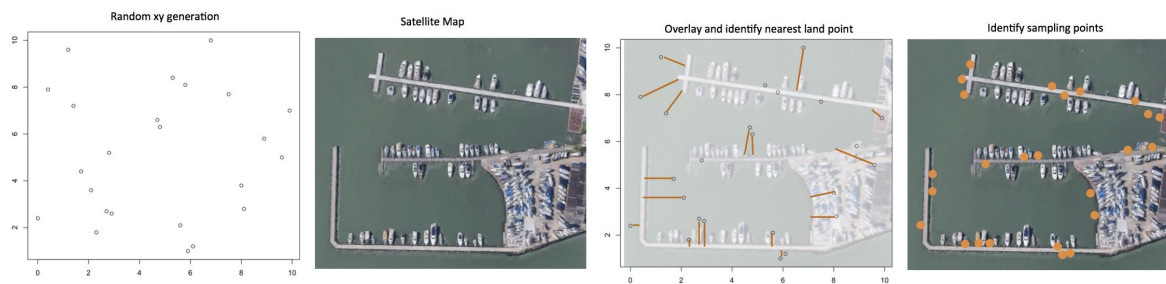 Random xy generation
Satellite Map
Overlay and identify nearest land point
Identify sampling points
10
8
6
4
2
0 2 4 6 8 10
10
8
6
4
2
0 2 4 6 8 10